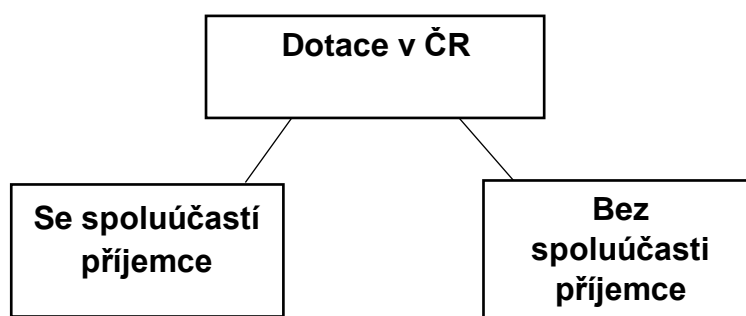 Dotace v ČR
Se spoluúčastí
příjemce
Bez
spoluúčasti
příjemce